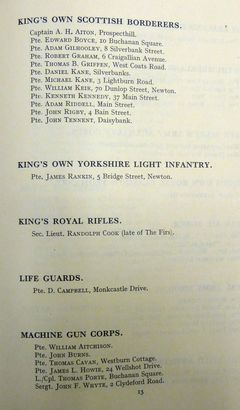 KING'S OWN SCOTTISH BORDERERS.
Captain A. H. AITON, Prospecthill.
Pte. EDWARD BOYCE, 10 Buchanan Square.
Pte. ADAM GILHOOLEY, 8 Silverbank Street.
Pte. ROBERT GRAHAM, 6 Craigallian Avenue.
Pte. THOMAS B. GRIFFEN, West Coats Road.
Pte. DANIEL KANE, Silverbanks.
Pte. MICHAEL KANE, 3 Lightburn Road.
Pte. WILLIAM KEIR, 70 Dunlop Street, Newton.
Pte. KENNETH KENNEDY, 37 Main Street.
Pte. ADAM RIDDELL, Main Street.
Pte. JOHN RIGBY, 4 Bain Street.
Pte. JOHN TENNENT, Daisybank.
KING'S OWN YORKSHIRE LIGHT INFANTRY.
Pte. JAMES RANKIN, 5 Bridge Street, Newton.
KING'S ROYAL RIFLES.
Sec. Lieut. RANDOLPH COOK (late of The Firs).
LIFE GUARDS.
Pte. D. CAMPBELL, Monkcastle Drive.
MACHINE GUN CORPS.
Pte. WILLIAM AITCHISON.
Pte. JOHN BURNS.
Pte. THOMAS CAVAN, Westburn Cottage.
Pte. JAMES L. HOWIE, 24 Wellshot Drive.
L./Cpl. THOMAS PORTE, Buchanan Square.
Sergt. JOHN F. WHYTE, 2 Clydeford Road.
13